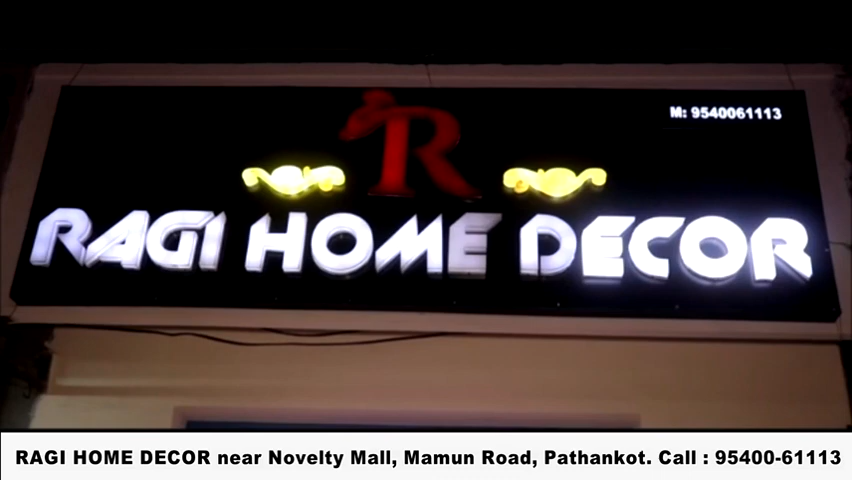 R
M: 9540061113
RAGI HOME DECOR
RAGI HOME DECOR near Novelty Mall, Mamun Road, Pathankot. Call : 95400-61113